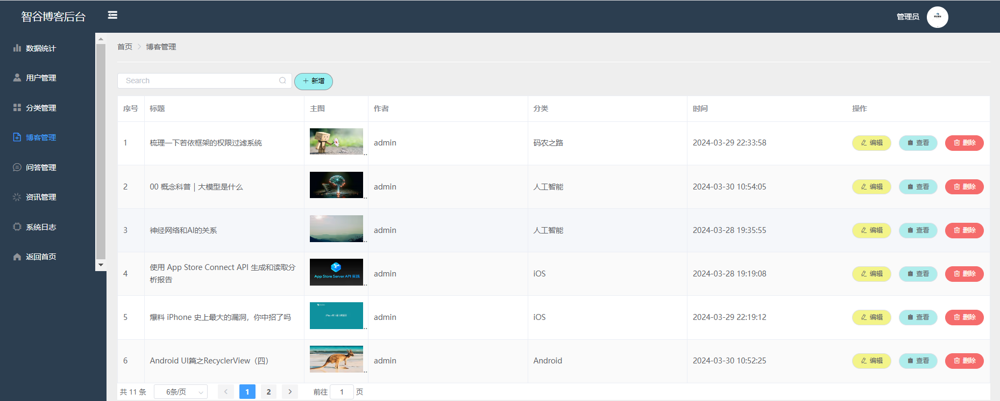 智谷博客后台
管理员
数据统计
用户管理
分类管理
博客管理
问答管理
资讯管理
系统日志
返回首页
首页 > 博客管理
Search
+ 新增
序号 标题 主图 作者 分类 时间 操作
1 梳理一下若依框架的权限过滤系统 admin 码农之路 2024-03-29 22:33:58 编辑 查看 删除
2 00 概念科普 | 大模型是什么 admin 人工智能 2024-03-30 10:54:05 编辑 查看 删除
3 神经网络和AI的关系 admin 人工智能 2024-03-28 19:35:55 编辑 查看 删除
4 使用 App Store Connect API 生成和读取分
析报告 App Store Server API 实践 admin iOS 2024-03-28 19:19:08 编辑 查看 删除
5 爆料 iPhone 史上最大的漏洞，你中招了吗 admin iOS 2024-03-29 22:19:12 编辑 查看 删除
6 Android UI篇之RecyclerView（四） admin Android 2024-03-30 10:52:25 编辑 查看 删除
共 11 条 6条/页 < 1 2 > 前往 1 页